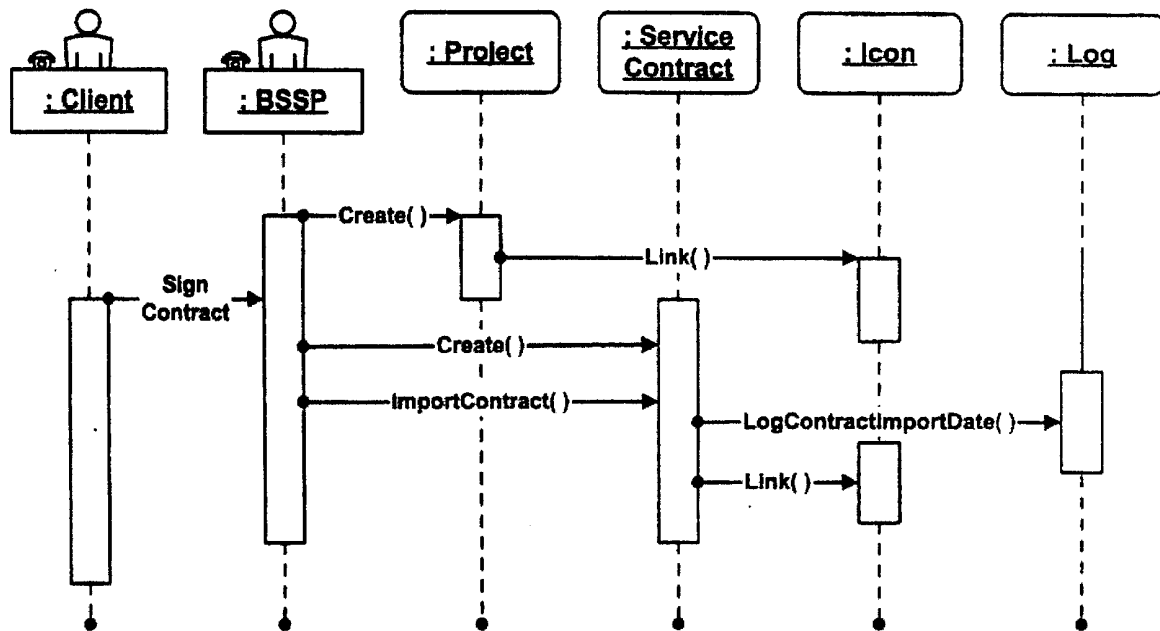 : Client
: BSSP
: Project
: Service
Contract
: Icon
: Log
Create( )
Link( )
Sign
Contract
Create( )
ImportContract( )
LogContractImportDate( )
Link( )